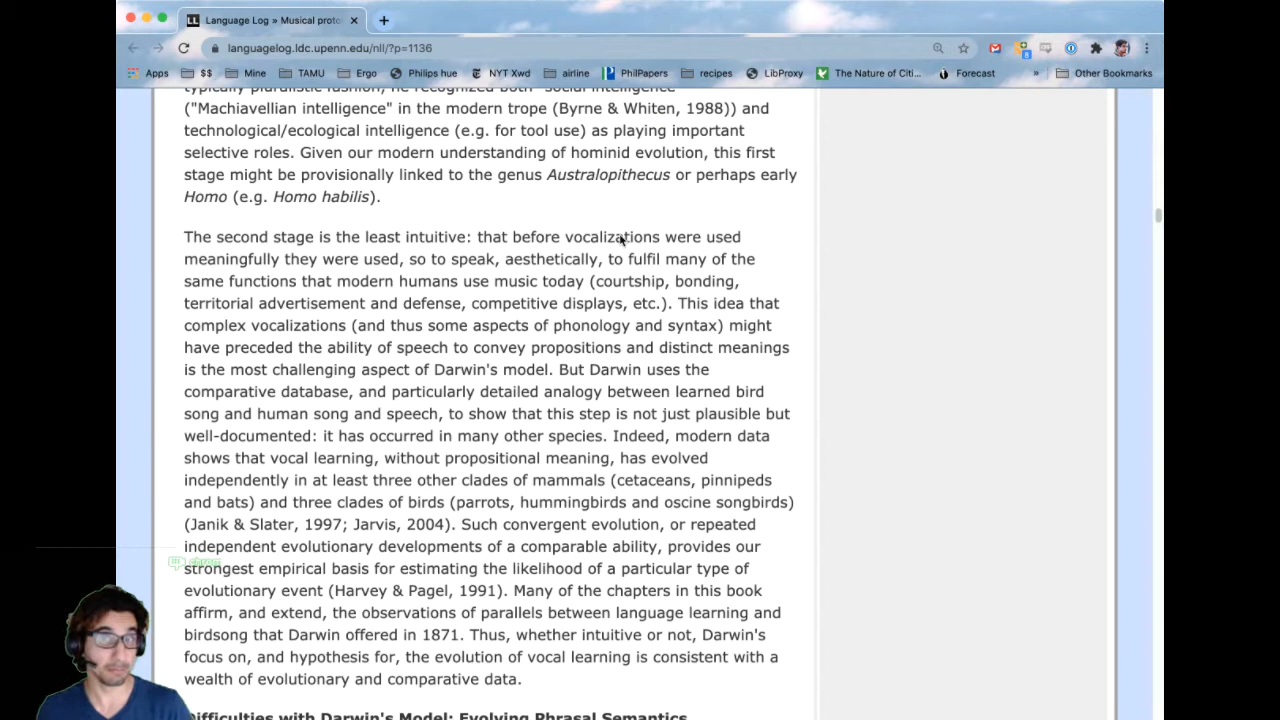 Language Log » Musical proto
languagelog.ldc.upenn.edu/nll/?p=1136
Apps $$ Mine TAMU Ergo Philips hue NYT Xwd airline PhilPapers recipes LibProxy The Nature of Citi... Forecast » Other Bookmarks
typically pluralistic fashion, he recognized both "social intelligence"
("Machiavellian intelligence" in the modern trope (Byrne & Whiten, 1988)) and
technological/ecological intelligence (e.g. for tool use) as playing important
selective roles. Given our modern understanding of hominid evolution, this first
stage might be provisionally linked to the genus Australopithecus or perhaps early
Homo (e.g. Homo habilis).
The second stage is the least intuitive: that before vocalizations were used
meaningfully they were used, so to speak, aesthetically, to fulfil many of the
same functions that modern humans use music today (courtship, bonding,
territorial advertisement and defense, competitive displays, etc.). This idea that
complex vocalizations (and thus some aspects of phonology and syntax) might
have preceded the ability of speech to convey propositions and distinct meanings
is the most challenging aspect of Darwin's model. But Darwin uses the
comparative database, and particularly detailed analogy between learned bird
song and human song and speech, to show that this step is not just plausible but
well-documented: it has occurred in many other species. Indeed, modern data
shows that vocal learning, without propositional meaning, has evolved
independently in at least three other clades of mammals (cetaceans, pinnipeds
and bats) and three clades of birds (parrots, hummingbirds and oscine songbirds)
(Janik & Slater, 1997; Jarvis, 2004). Such convergent evolution, or repeated
independent evolutionary developments of a comparable ability, provides our
strongest empirical basis for estimating the likelihood of a particular type of
evolutionary event (Harvey & Pagel, 1991). Many of the chapters in this book
affirm, and extend, the observations of parallels between language learning and
birdsong that Darwin offered in 1871. Thus, whether intuitive or not, Darwin's
focus on, and hypothesis for, the evolution of vocal learning is consistent with a
wealth of evolutionary and comparative data.
Difficulties with Darwin's Model: Evolving Phrasal Semantics